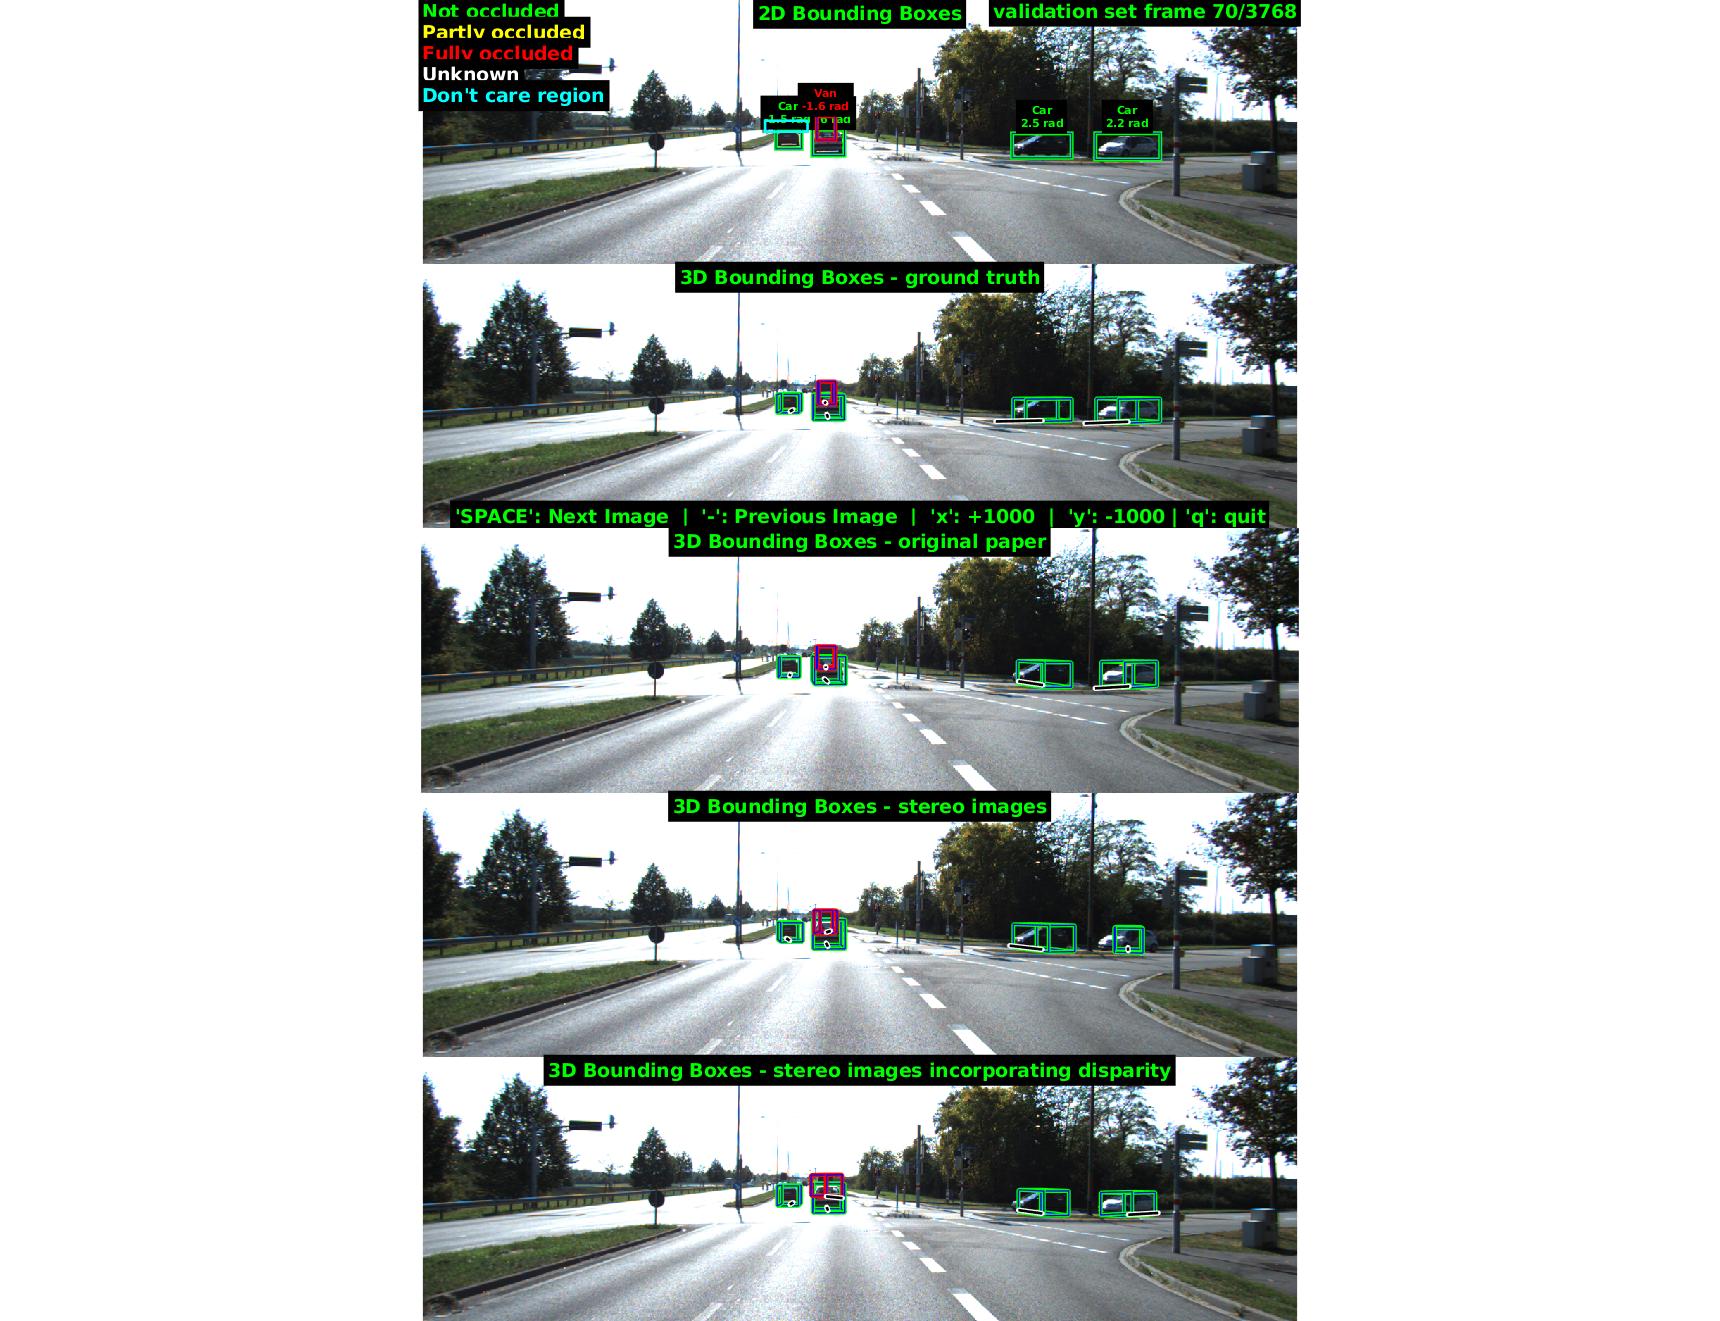 Not occluded
Partly occluded
Fully occluded
Unknown
Don't care region
2D Bounding Boxes
validation set frame 70/3768
Van
-1.6 rad
Car
Car
2.5 rad
Car
2.2 rad
3D Bounding Boxes - ground truth
'SPACE': Next Image | '-': Previous Image | 'x': +1000 | 'y': -1000 | 'q': quit
3D Bounding Boxes - original paper
3D Bounding Boxes - stereo images
3D Bounding Boxes - stereo images incorporating disparity